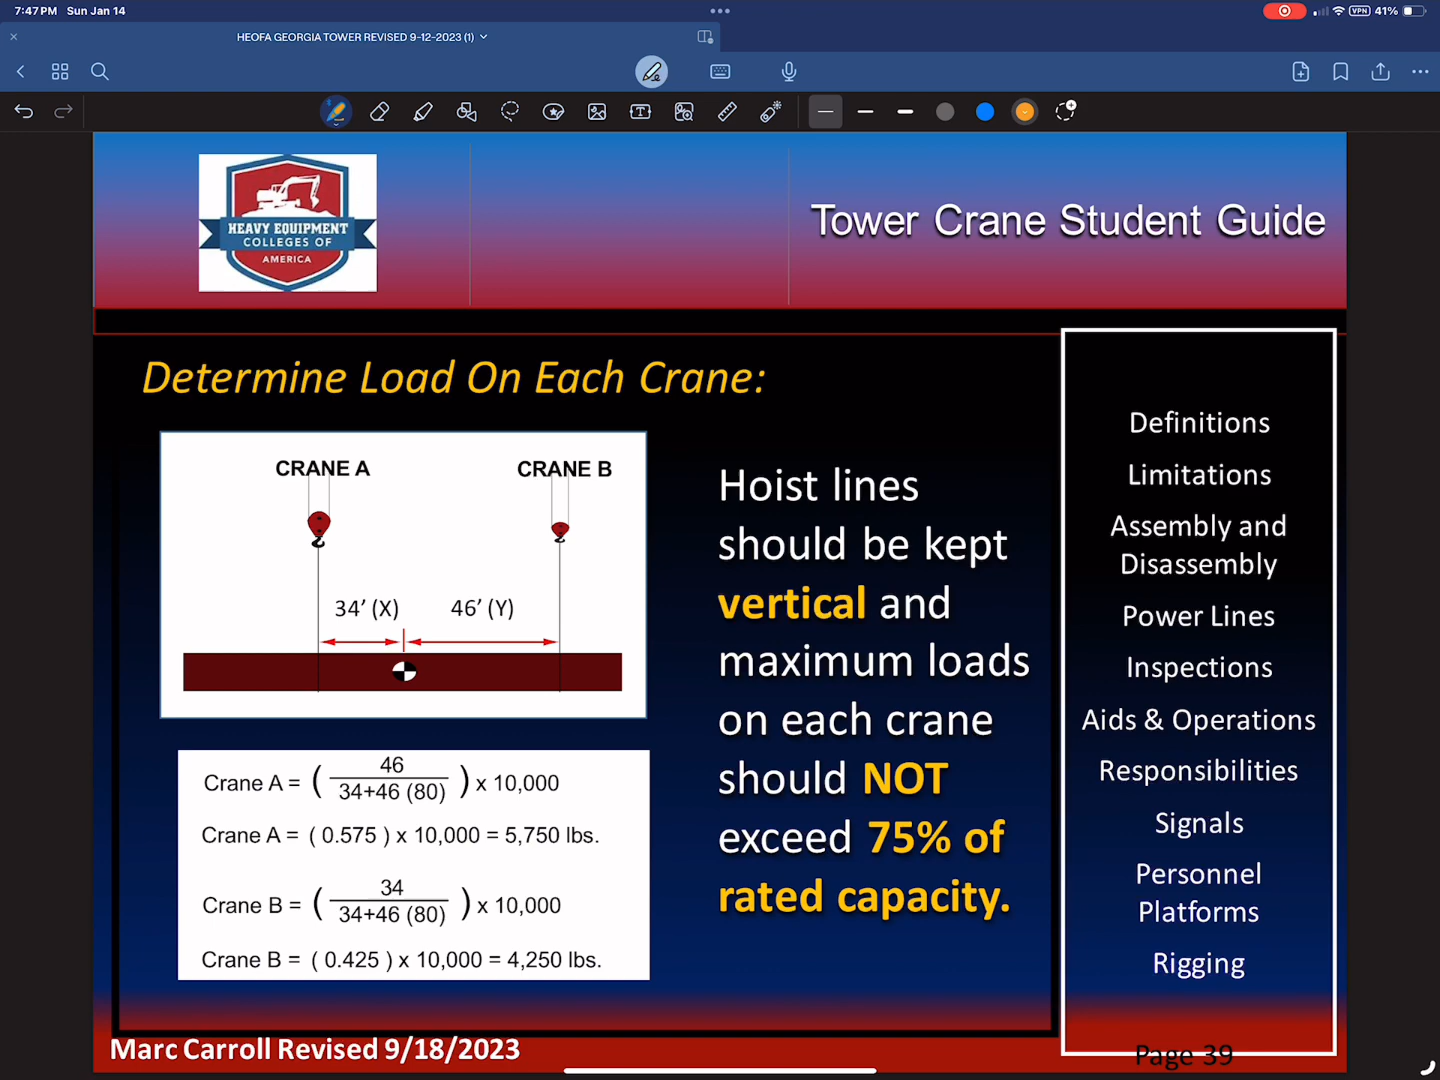 7:47 PM Sun Jan 14
VPN 41%
HEOFA GEORGIA TOWER REVISED 9-12-2023 (1)
HEAVY EQUIPMENT
COLLEGES OF
AMERICA
Tower Crane Student Guide
Determine Load On Each Crane:
CRANE A
CRANE B
34’ (X)
46’ (Y)
Crane A = ( 46 / 34+46 (80) ) x 10,000
Crane A = ( 0.575 ) x 10,000 = 5,750 lbs.
Crane B = ( 34 / 34+46 (80) ) x 10,000
Crane B = ( 0.425 ) x 10,000 = 4,250 lbs.
Hoist lines
should be kept
vertical and
maximum loads
on each crane
should NOT
exceed 75% of
rated capacity.
Definitions
Limitations
Assembly and
Disassembly
Power Lines
Inspections
Aids & Operations
Responsibilities
Signals
Personnel
Platforms
Rigging
Marc Carroll Revised 9/18/2023
Page 39